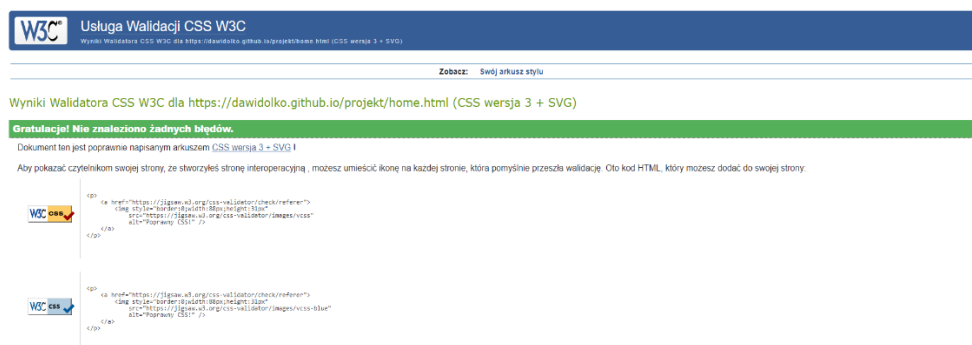 W3C® Usługa Walidacji CSS W3C
Wyniki Walidatora CSS W3C dla https://dawidolko.github.io/projekt/home.html (CSS wersja 3 + SVG)
Zobacz: Swój arkusz stylu
Wyniki Walidatora CSS W3C dla https://dawidolko.github.io/projekt/home.html (CSS wersja 3 + SVG)
Gratulacje! Nie znaleziono żadnych błędów.
Dokument ten jest poprawnie napisanym arkuszem CSS wersja 3 + SVG !
Aby pokazać czytelnikom swojej strony, że stworzyłeś stronę interoperacyjną , możesz umieścić ikonę na każdej stronie, która pomyślnie przeszła walidację. Oto kod HTML, który możesz dodać do swojej strony:
W3C css
<p>
<a href="https://jigsaw.w3.org/css-validator/check/referer">
<img style="border:0;width:88px;height:31px"
src="https://jigsaw.w3.org/css-validator/images/vcss"
alt="Poprawny CSS!" />
</a>
</p>
W3C css
<p>
<a href="https://jigsaw.w3.org/css-validator/check/referer">
<img style="border:0;width:88px;height:31px"
src="https://jigsaw.w3.org/css-validator/images/vcss-blue"
alt="Poprawny CSS!" />
</a>
</p>